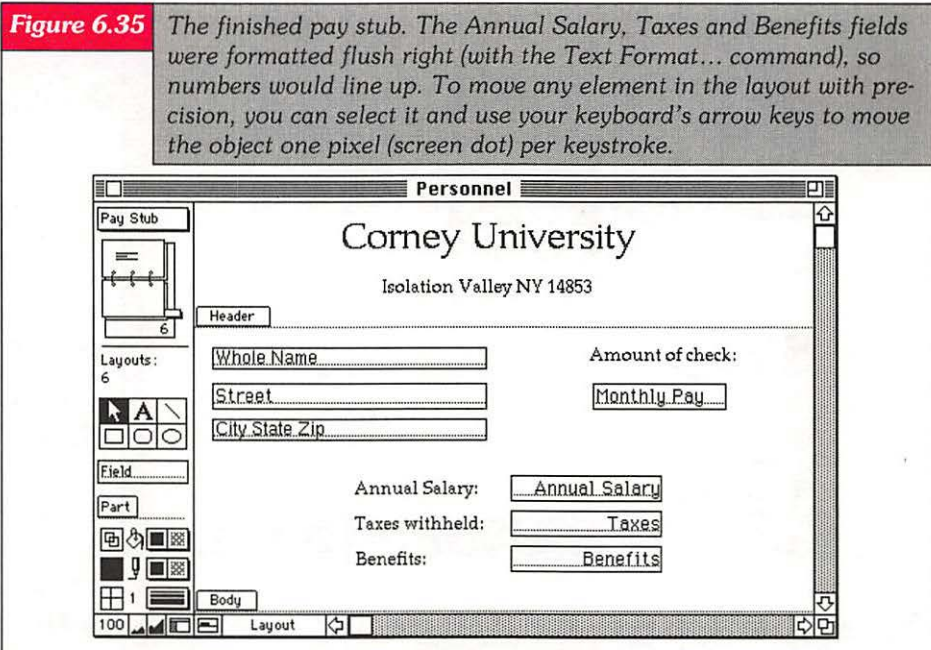 Figure 6.35
The finished pay stub. The Annual Salary, Taxes and Benefits fields
were formatted flush right (with the Text Format... command), so
numbers would line up. To move any element in the layout with pre-
cision, you can select it and use your keyboard's arrow keys to move
the object one pixel (screen dot) per keystroke.
Personnel
Pay Stub
6
Layouts:
6
A
Field
Part
1
100
Corney University
Isolation Valley NY 14853
Header
Whole Name
Amount of check:
Street
Monthly Pay
City State Zip
Annual Salary: Annual Salary
Taxes withheld: Taxes
Benefits: Benefits
Body
Layout